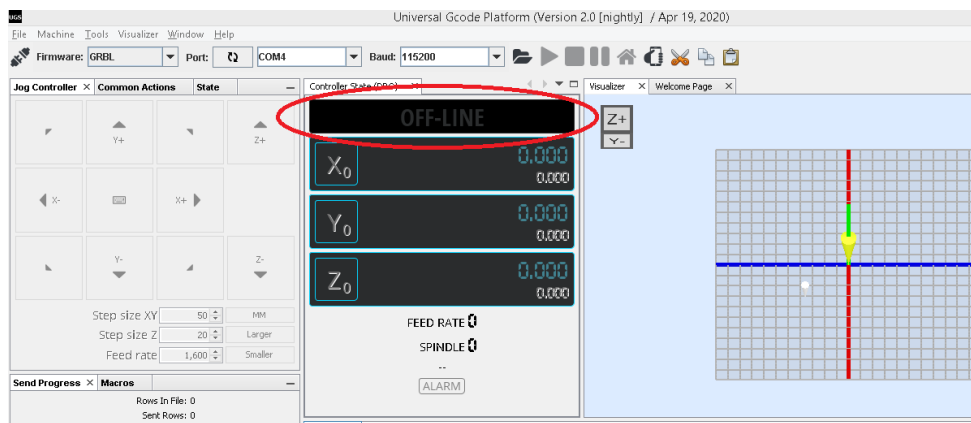 UGS
Universal Gcode Platform (Version 2.0 [nightly] / Apr 19, 2020)
File Machine Tools Visualizer Window Help
Firmware: GRBL Port: COM4 Baud: 115200
Jog Controller × Common Actions State
Y+
Z+
X-
X+
Y-
Z-
Step size XY 50 MM
Step size Z 20 Larger
Feed rate 1,600 Smaller
Send Progress × Macros
Rows In File: 0
Sent Rows: 0
Controller State (DRO) ×
OFF-LINE
X0 0.000
0.000
Y0 0.000
0.000
Z0 0.000
0.000
FEED RATE 0
SPINDLE 0
--
ALARM
Visualizer × Welcome Page ×
Z+
Y-